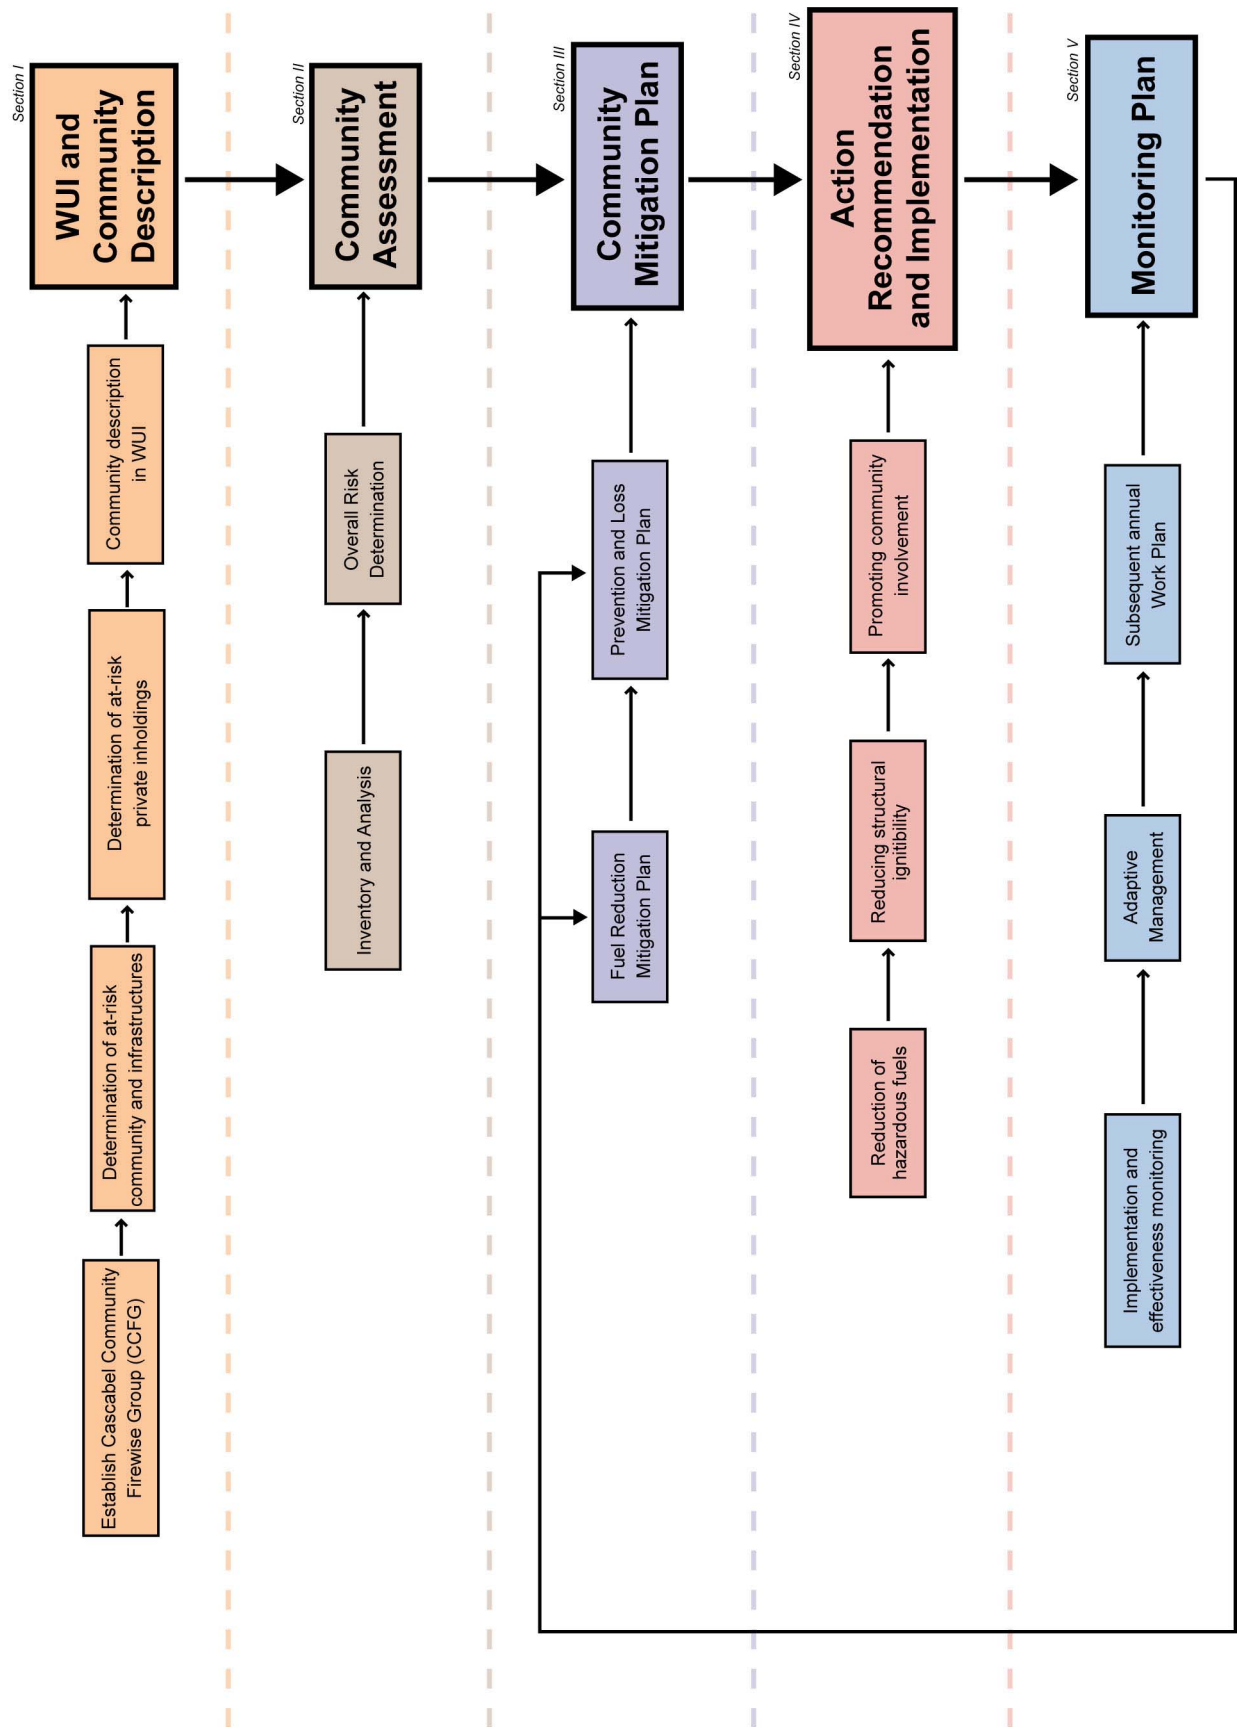 Section I
WUI and
Community
Description
Community description
in WUI
Determination of at-risk
private inholdings
Determination of at-risk
community and infrastructures
Establish Cascabel Community
Firewise Group (CCFG)
Section II
Community
Assessment
Overall Risk
Determination
Inventory and Analysis
Section III
Community
Mitigation Plan
Prevention and Loss
Mitigation Plan
Fuel Reduction
Mitigation Plan
Section IV
Action
Recommendation
and Implementation
Promoting community
involvement
Reducing structural
ignitibility
Reduction of
hazardous fuels
Section V
Monitoring Plan
Subsequent annual
Work Plan
Adaptive
Management
Implementation and
effectiveness monitoring